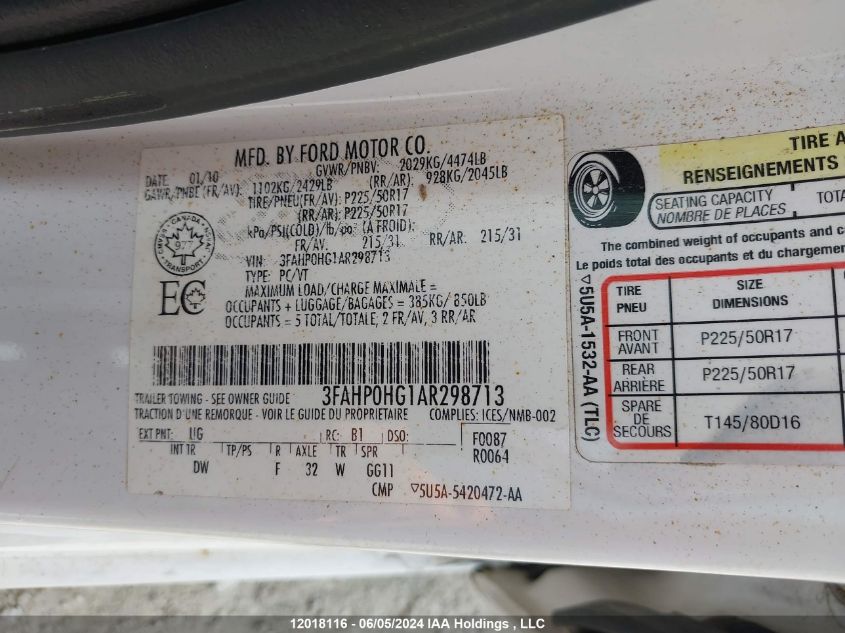 MFD. BY FORD MOTOR CO.
DATE 01/10 GVWR/PNBV: 2029KG/4474LB
GAWR/PNBE (FR/AV): 1102KG/2429LB (RR/AR): 928KG/2045LB
TIRE/PNEU(FR/AV): P225/50R17
(RR/AR): P225/50R17
kPa/PSI(COLD)/lb/po² (À FROID):
FR/AV. 215/31 RR/AR: 215/31
VIN: 3FAHP0HG1AR298713
TYPE: PC/VT
MAXIMUM LOAD/CHARGE MAXIMALE =
OCCUPANTS + LUGGAGE/BAGAGES = 385KG/ 850LB
OCCUPANTS = 5 TOTAL/TOTALE, 2 FR/AV, 3 RR/AR
CANADA
977
TRANSPORT
EC
TRAILER TOWING - SEE OWNER GUIDE
3FAHP0HG1AR298713
TRACTION D'UNE REMORQUE - VOIR LE GUIDE DU PROPRIETAIRE COMPLIES: ICES/NMB-002
EXT PNT: UG RC: B1 DSO: F0087
INT TR TP/PS R AXLE TR SPR R0064
DW F 32 W GG11
CMP ▽5U5A-5420472-AA
TIRE A
RENSEIGNEMENTS
SEATING CAPACITY TOTA
NOMBRE DE PLACES
The combined weight of occupants and c
Le poids total des occupants et du chargemen
▽5U5A-1532-AA (TLC)
TIRE SIZE
PNEU DIMENSIONS
FRONT
AVANT P225/50R17
REAR
ARRIÈRE P225/50R17
SPARE
DE
SECOURS T145/80D16
12018116 - 06/05/2024 IAA Holdings , LLC